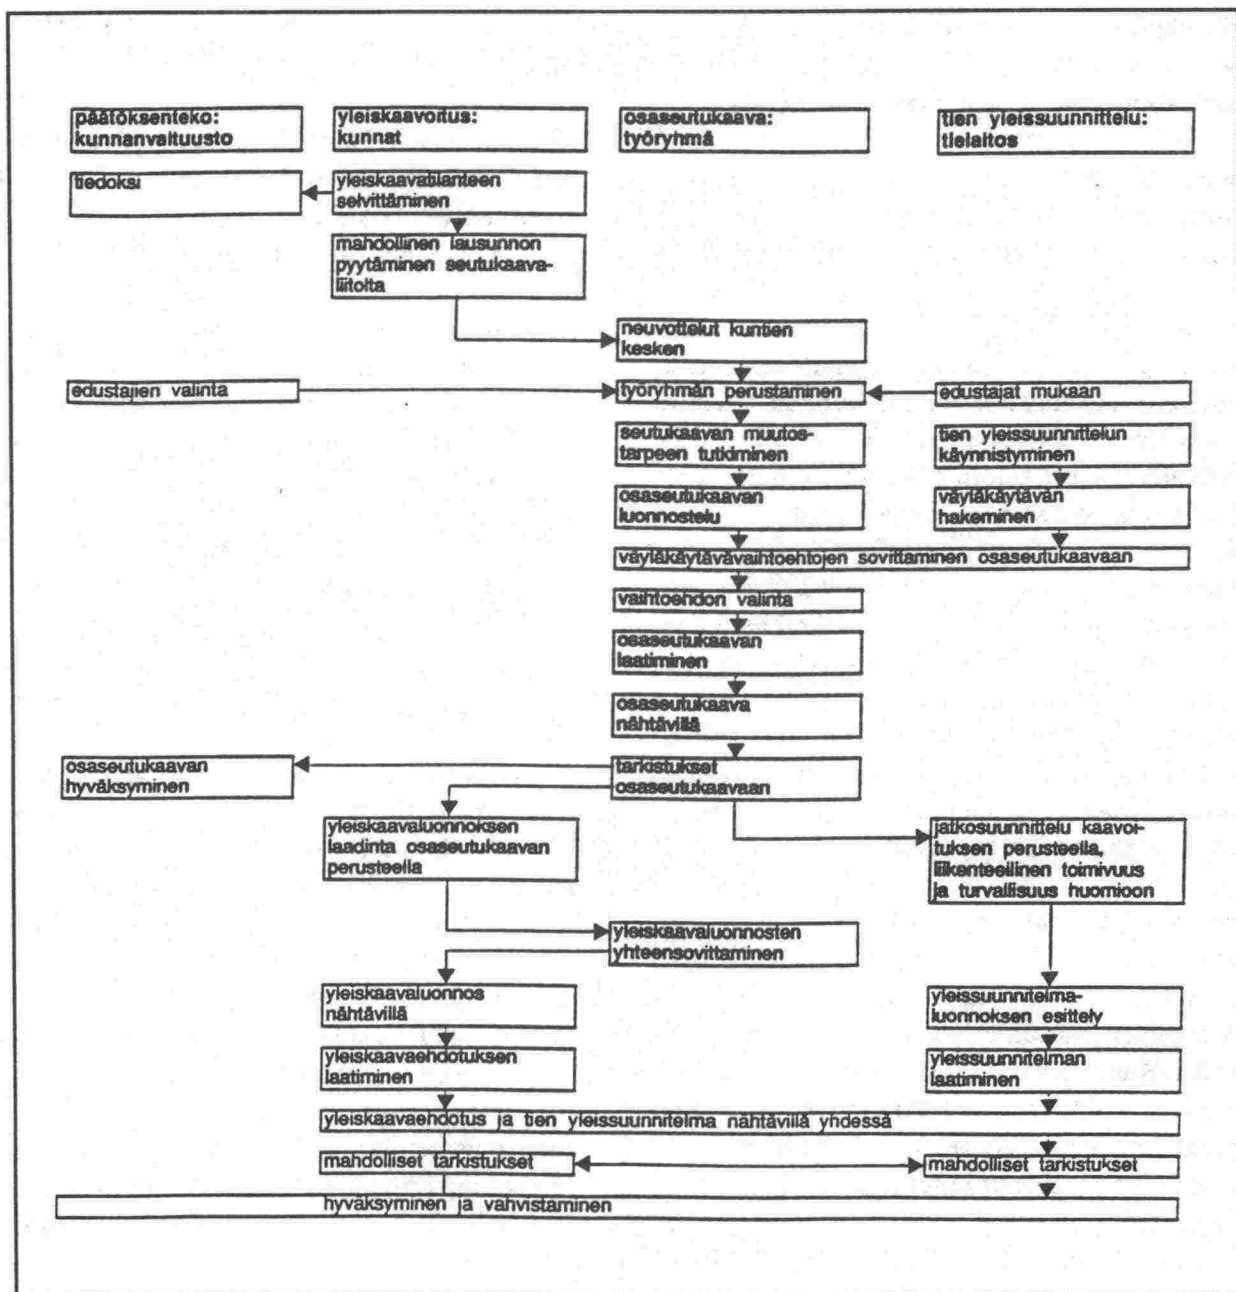 päätöksenteko:
kunnanvaltuusto
yleiskaavoitus:
kunnat
osaseutukaava:
työryhmä
tien yleissuunnittelu:
tielaitos
tiedoksi
yleiskaavatilanteen
selvittäminen
mahdollinen lausunnon
pyytäminen seutukaava-
liitolta
neuvottelut kuntien
kesken
edustajien valinta
työryhmän perustaminen
edustajat mukaan
seutukaavan muutos-
tarpeen tutkiminen
tien yleissuunnittelun
käynnistyminen
osaseutukaavan
luonnostelu
väyläkäytävän
hakeminen
väyläkäytävävaihtoehtojen sovittaminen osaseutukaavaan
vaihtoehdon valinta
osaseutukaavan
laatiminen
osaseutukaava
nähtävillä
osaseutukaavan
hyväksyminen
tarkistukset
osaseutukaavaan
yleiskaavaluonnoksen
laadinta osaseutukaavan
perusteella
jatkosuunnittelu kaavoi-
tuksen perusteella,
liikenteellinen toimivuus
ja turvallisuus huomioon
yleiskaavaluonnosten
yhteensovittaminen
yleiskaavaluonnos
nähtävillä
yleissuunnitelma-
luonnoksen esittely
yleiskaavaehdotuksen
laatiminen
yleissuunnitelman
laatiminen
yleiskaavaehdotus ja tien yleissuunnitelma nähtävillä yhdessä
mahdolliset tarkistukset
mahdolliset tarkistukset
hyväksyminen ja vahvistaminen